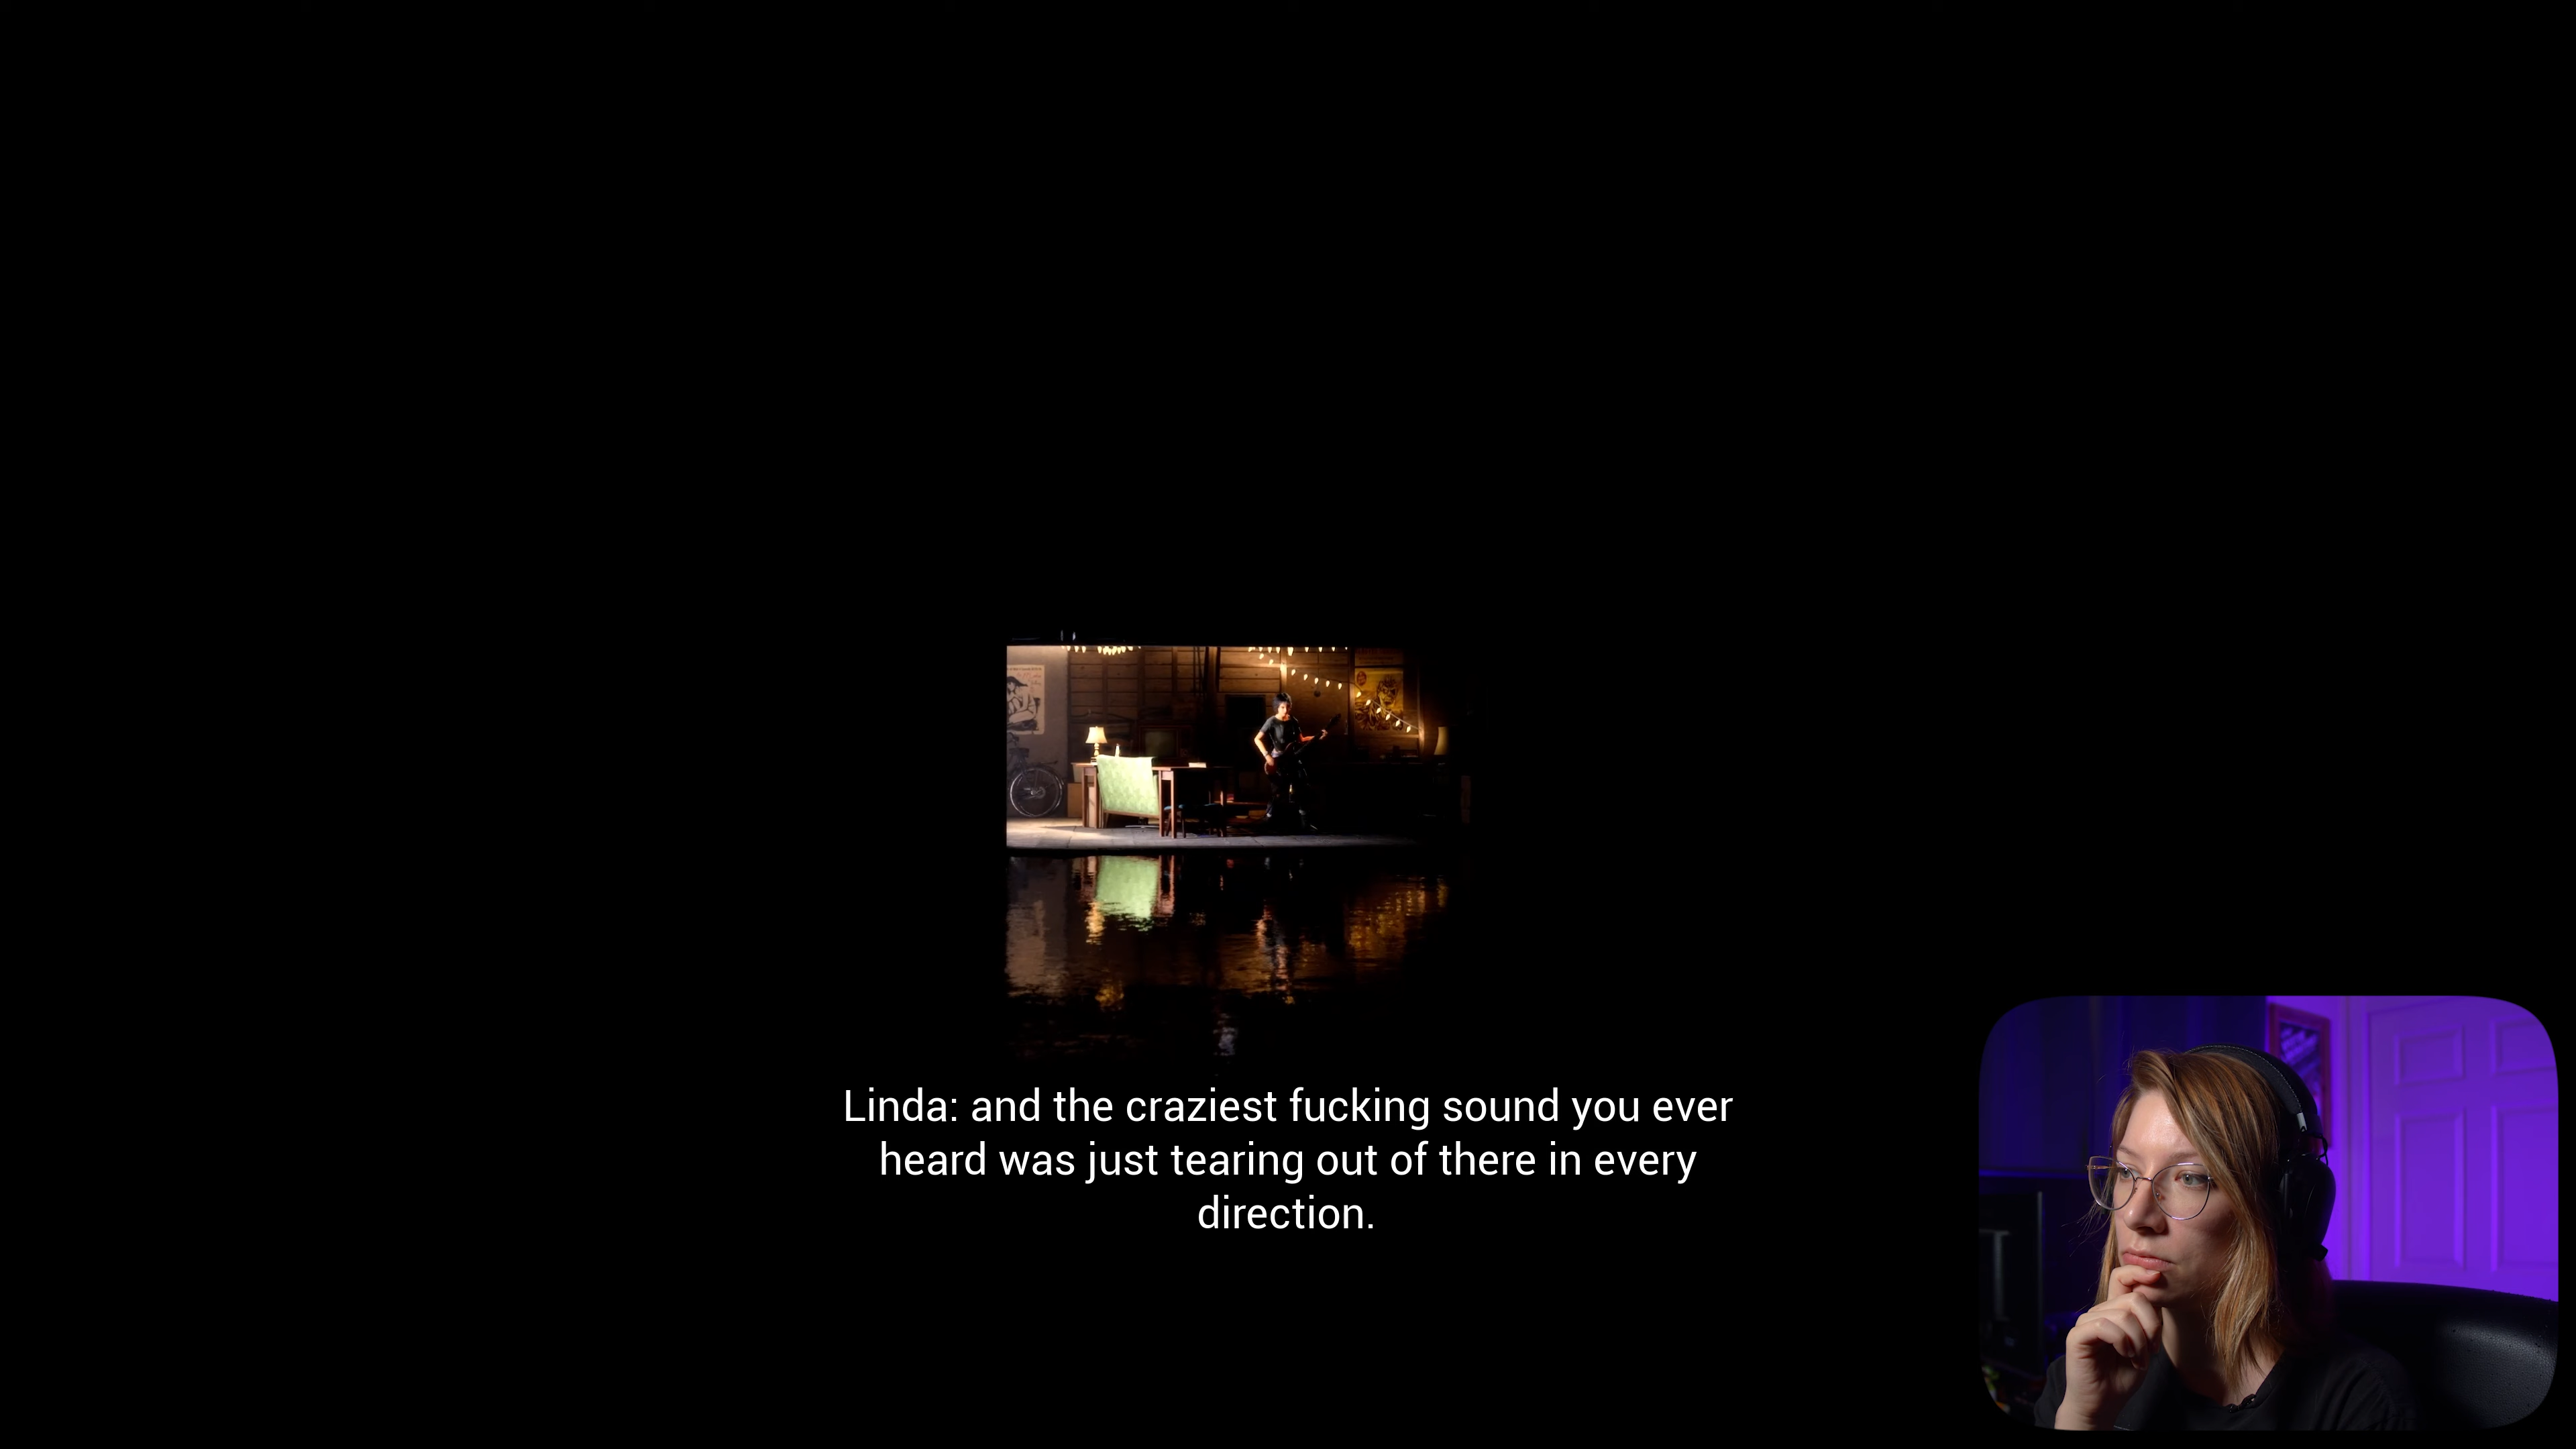 Linda: and the craziest fucking sound you ever
heard was just tearing out of there in every
direction.